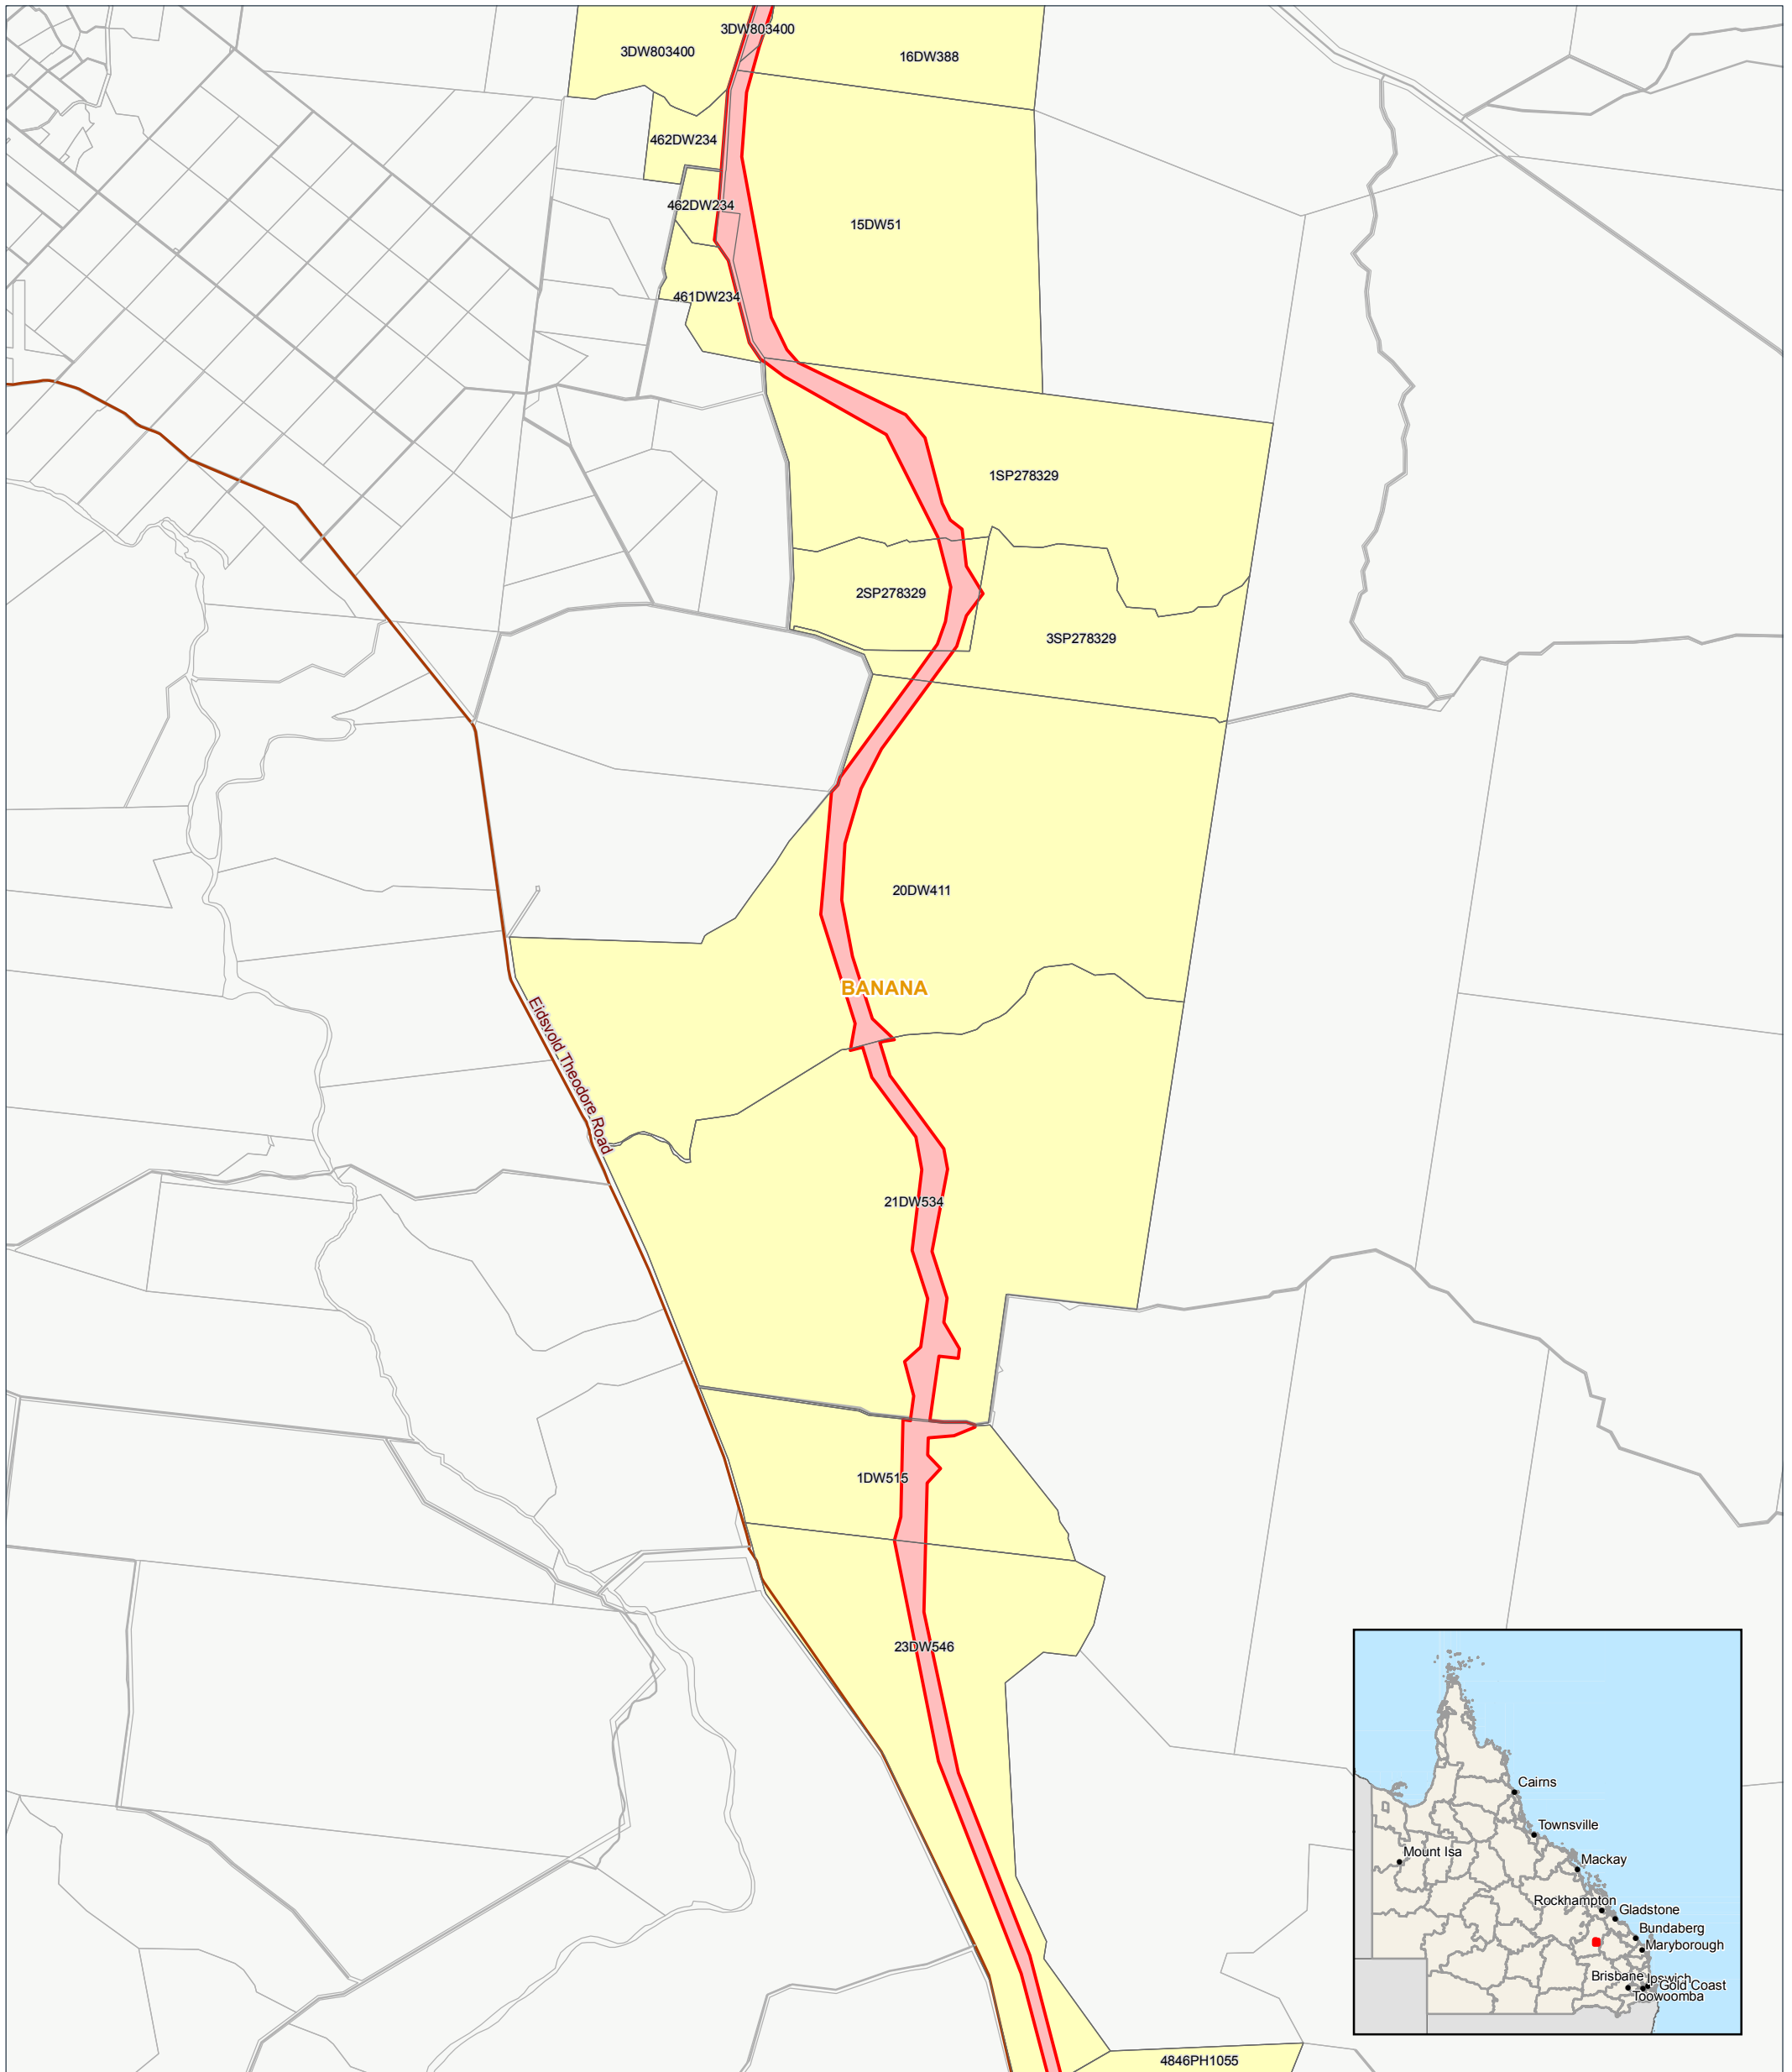 3DW803400
3DW803400
16DW388
462DW234
462DW234
15DW51
461DW234
1SP278329
2SP278329
3SP278329
20DW411
BANANA
Eidsvold Theodore Road
21DW534
1DW515
23DW546
4846PH1055
Cairns
Townsville
Mount Isa
Mackay
Rockhampton
Gladstone
Bundaberg
Maryborough
Brisbane
Ipswich
Gold Coast
Toowoomba